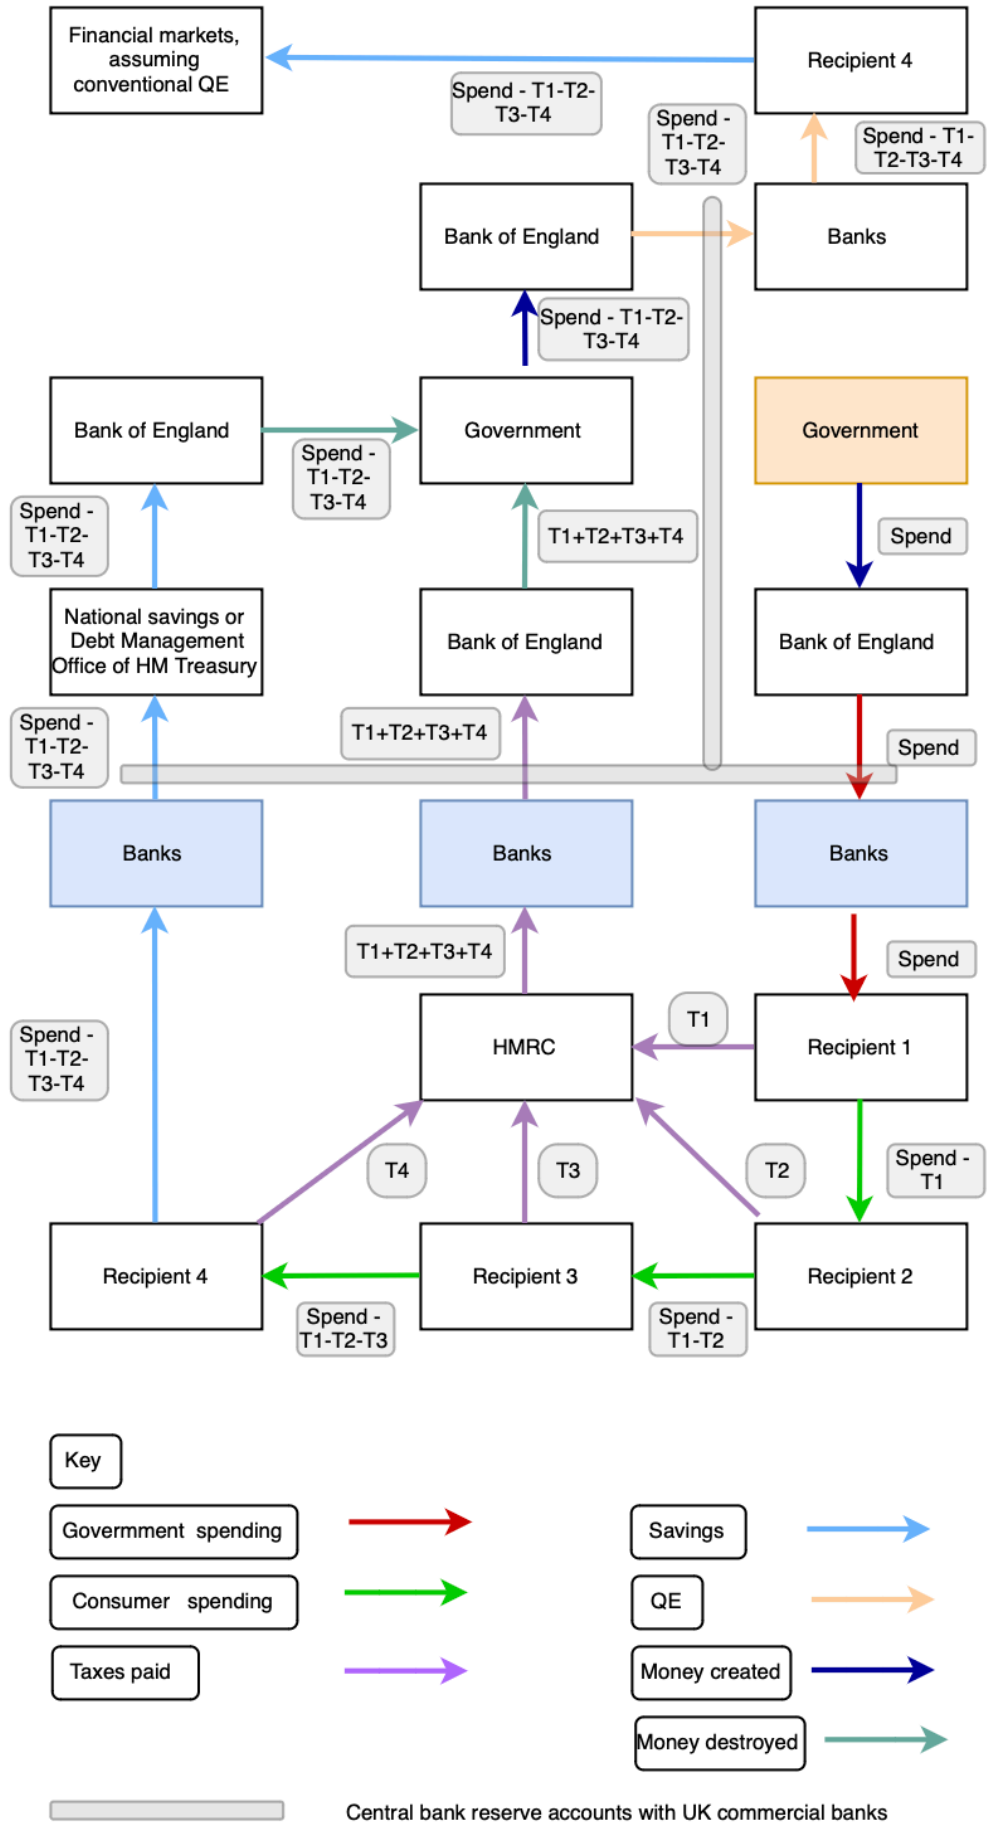 Financial markets,
assuming
conventional QE
Recipient 4
Spend - T1-T2-
T3-T4
Spend -
T1-T2-
T3-T4
Spend - T1-
T2-T3-T4
Bank of England
Banks
Spend - T1-T2-
T3-T4
Bank of England
Government
Government
Spend -
T1-T2-
T3-T4
Spend -
T1-T2-
T3-T4
T1+T2+T3+T4
Spend
National savings or
Debt Management
Office of HM Treasury
Bank of England
Bank of England
Spend -
T1-T2-
T3-T4
T1+T2+T3+T4
Spend
Banks
Banks
Banks
T1+T2+T3+T4
Spend
Spend -
T1-T2-
T3-T4
HMRC
T1
Recipient 1
T4
T3
T2
Spend -
T1
Recipient 4
Recipient 3
Recipient 2
Spend -
T1-T2-T3
Spend -
T1-T2
Key
Govermment spending
Savings
Consumer spending
QE
Taxes paid
Money created
Money destroyed
Central bank reserve accounts with UK commercial banks